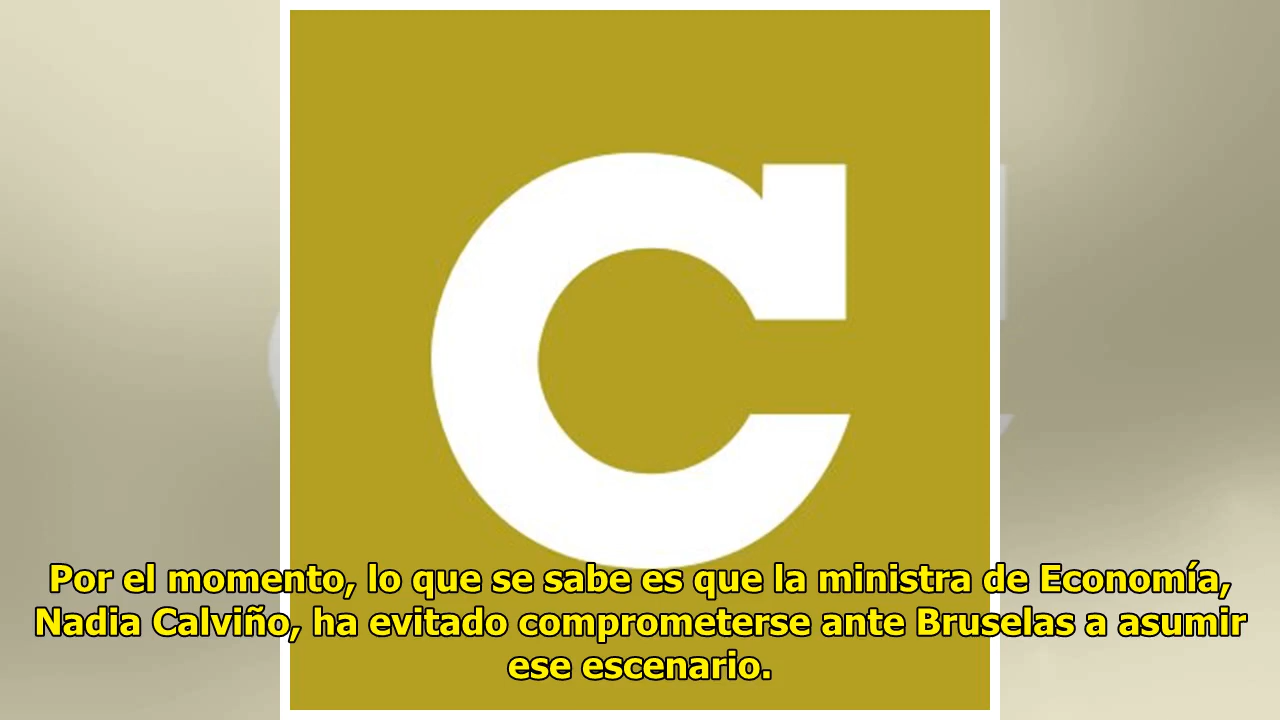 C
Por el momento, lo que se sabe es que la ministra de Economía,
Nadia Calviño, ha evitado comprometerse ante Bruselas a asumir
ese escenario.